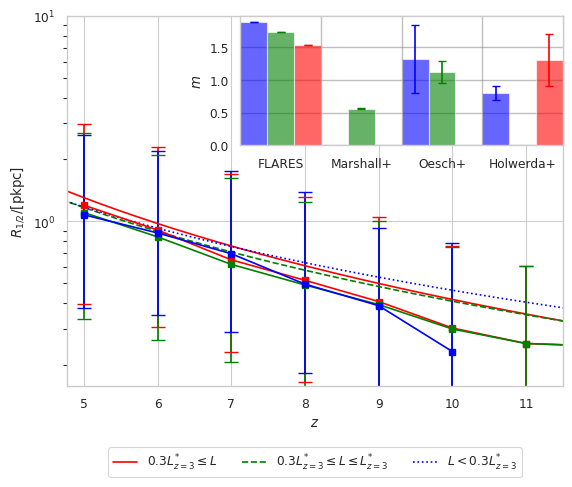 10¹
10⁰
R₁/₂/[pkpc]
1.5
1.0
0.5
0.0
m
FLARES Marshall+ Oesch+ Holwerda+
5 6 7 8 9 10 11
z
0.3L*z=3 ≤ L 0.3L*z=3 ≤ L ≤ L*z=3 L < 0.3L*z=3